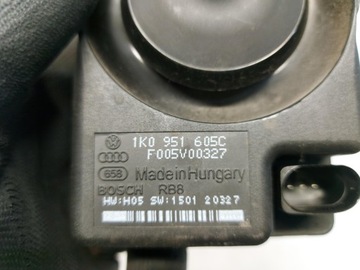 1K0 951 605C
F005V00327
658 Made in Hungary
BOSCH RB8
HW:H05 SW:1501 20327